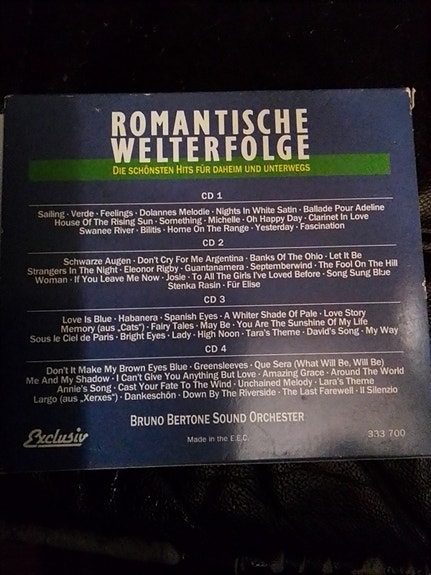 ROMANTISCHE
WELTERFOLGE
DIE SCHÖNSTEN HITS FÜR DAHEIM UND UNTERWEGS
CD 1
Sailing · Verde · Feelings · Dolannes Melodie · Nights In White Satin · Ballade Pour Adeline
House Of The Rising Sun · Something · Michelle · Oh Happy Day · Clarinet In Love
Swanee River · Bilitis · Home On The Range · Yesterday · Fascination
CD 2
Schwarze Augen · Don't Cry For Me Argentina · Banks Of The Ohio · Let It Be
Strangers In The Night · Eleonor Rigby · Guantanamera · Septemberwind · The Fool On The Hill
Woman · If You Leave Me Now · Josie · To All The Girls I've Loved Before · Song Sung Blue
Stenka Rasin · Für Elise
CD 3
Love Is Blue · Habanera · Spanish Eyes · A Whiter Shade Of Pale · Love Story
Memory (aus „Cats“) · Fairy Tales · May Be · You Are The Sunshine Of My Life
Sous le Ciel de Paris · Bright Eyes · Lady · High Noon · Tara's Theme · David's Song · My Way
CD 4
Don't It Make My Brown Eyes Blue · Greensleeves · Que Sera (What Will Be, Will Be)
Me And My Shadow · I Can't Give You Anything But Love · Amazing Grace · Around The World
Annie's Song · Cast Your Fate To The Wind · Unchained Melody · Lara's Theme
Largo (aus „Xerxes“) · Dankeschön · Down By The Riverside · The Last Farewell · Il Silenzio
BRUNO BERTONE SOUND ORCHESTER
Exclusiv
Made in the E.E.C.
333 700